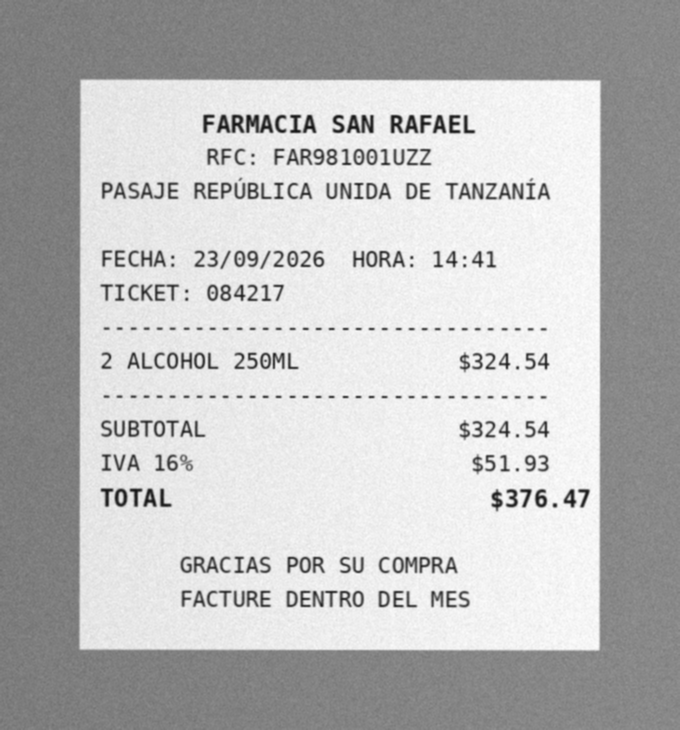 FARMACIA SAN RAFAEL
RFC: FAR981001UZZ
PASAJE REPÚBLICA UNIDA DE TANZANÍA
FECHA: 23/09/2026 HORA: 14:41
TICKET: 084217
----------------------------------
2 ALCOHOL 250ML $324.54
----------------------------------
SUBTOTAL $324.54
IVA 16% $51.93
TOTAL $376.47
GRACIAS POR SU COMPRA
FACTURE DENTRO DEL MES